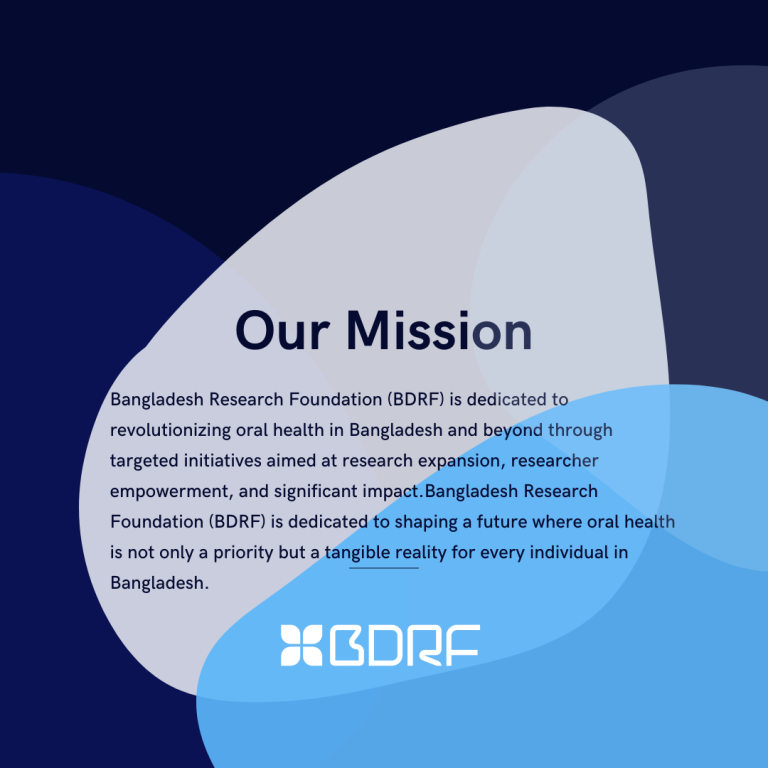 Our Mission
Bangladesh Research Foundation (BDRF) is dedicated to
revolutionizing oral health in Bangladesh and beyond through
targeted initiatives aimed at research expansion, researcher
empowerment, and significant impact.Bangladesh Research
Foundation (BDRF) is dedicated to shaping a future where oral health
is not only a priority but a tangible reality for every individual in
Bangladesh.
BDRF